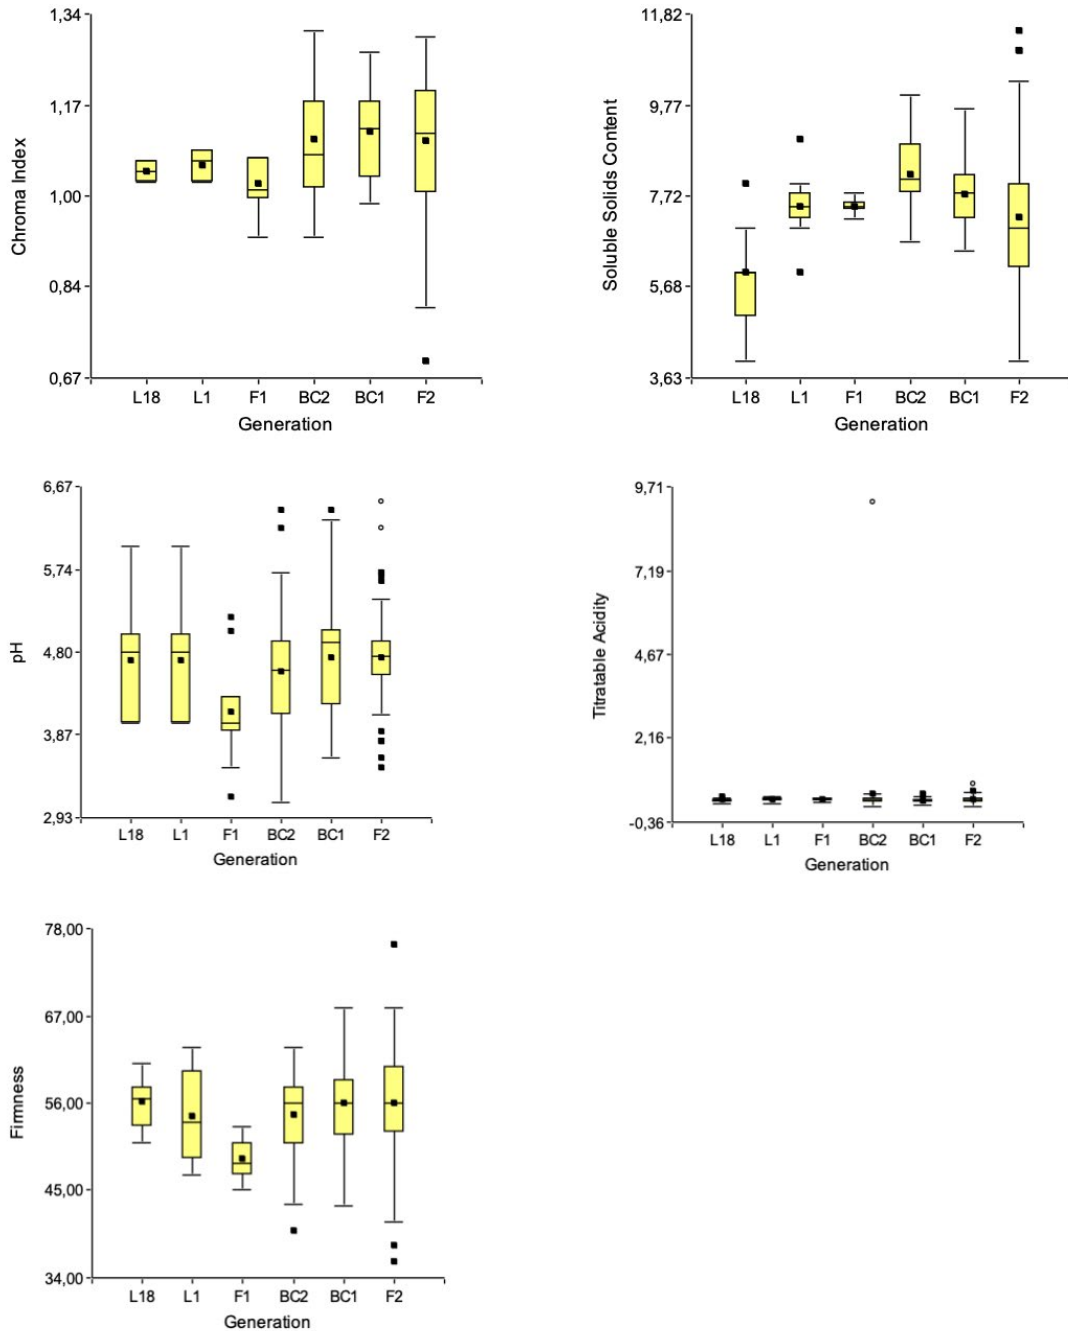 Chroma Index
1,34
1,17
1,00
0,84
0,67
L18 L1 F1 BC2 BC1 F2
Generation
Soluble Solids Content
11,82
9,77
7,72
5,68
3,63
L18 L1 F1 BC2 BC1 F2
Generation
pH
6,67
5,74
4,80
3,87
2,93
L18 L1 F1 BC2 BC1 F2
Generation
Titratable Acidity
9,71
7,19
4,67
2,16
-0,36
L18 L1 F1 BC2 BC1 F2
Generation
Firmness
78,00
67,00
56,00
45,00
34,00
L18 L1 F1 BC2 BC1 F2
Generation